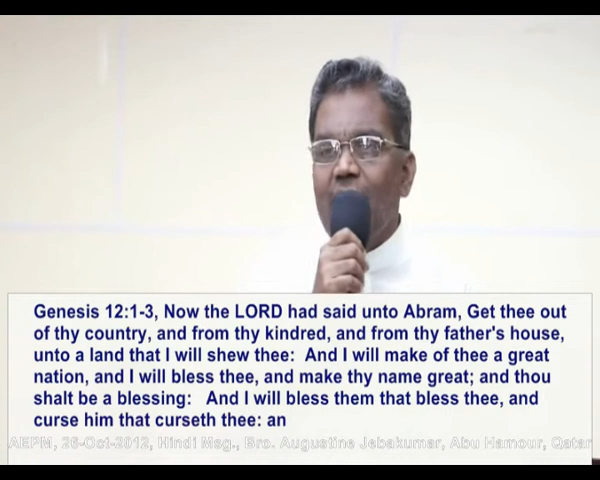 Genesis 12:1-3, Now the LORD had said unto Abram, Get thee out
of thy country, and from thy kindred, and from thy father's house,
unto a land that I will shew thee:  And I will make of thee a great
nation, and I will bless thee, and make thy name great; and thou
shalt be a blessing:   And I will bless them that bless thee, and
curse him that curseth thee: an
AEPM, 26-Oct-2012, Hindi Msg., Bro. Augustine Jebakumar, Abu Hamour, Qatar